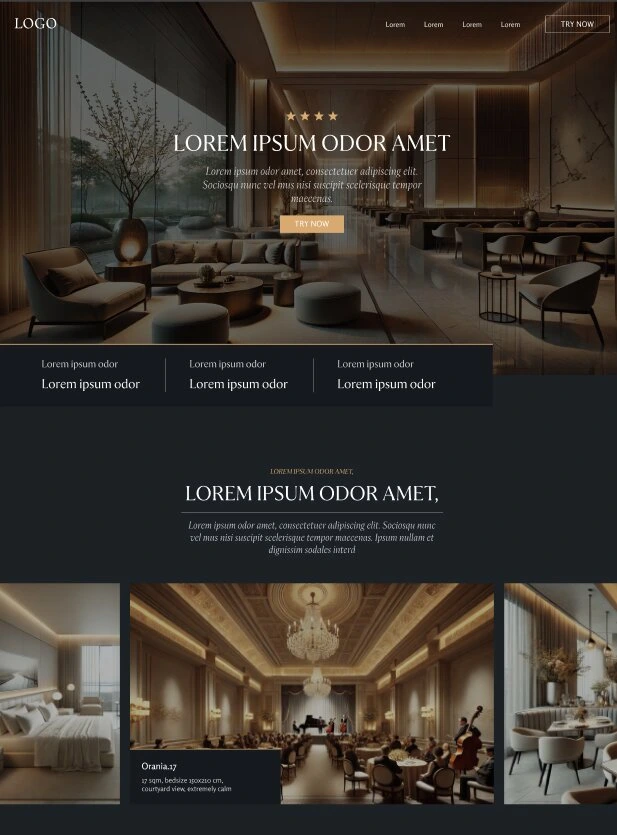 LOGO
Lorem Lorem Lorem Lorem TRY NOW
LOREM IPSUM ODOR AMET
Lorem ipsum odor amet, consectetuer adipiscing elit.
Sociosqu nunc vel mus nisi suscipit scelerisque tempor
maecenas.
TRY NOW
Lorem ipsum odor Lorem ipsum odor Lorem ipsum odor
Lorem ipsum odor Lorem ipsum odor Lorem ipsum odor
LOREM IPSUM ODOR AMET,
LOREM IPSUM ODOR AMET,
Lorem ipsum odor amet, consectetuer adipiscing elit. Sociosqu nunc
vel mus nisi suscipit scelerisque tempor maecenas. Ipsum nullam et
dignissim sodales interd
Orania.17
17 sqm, bedsize 190x210 cm,
courtyard view, extremely calm